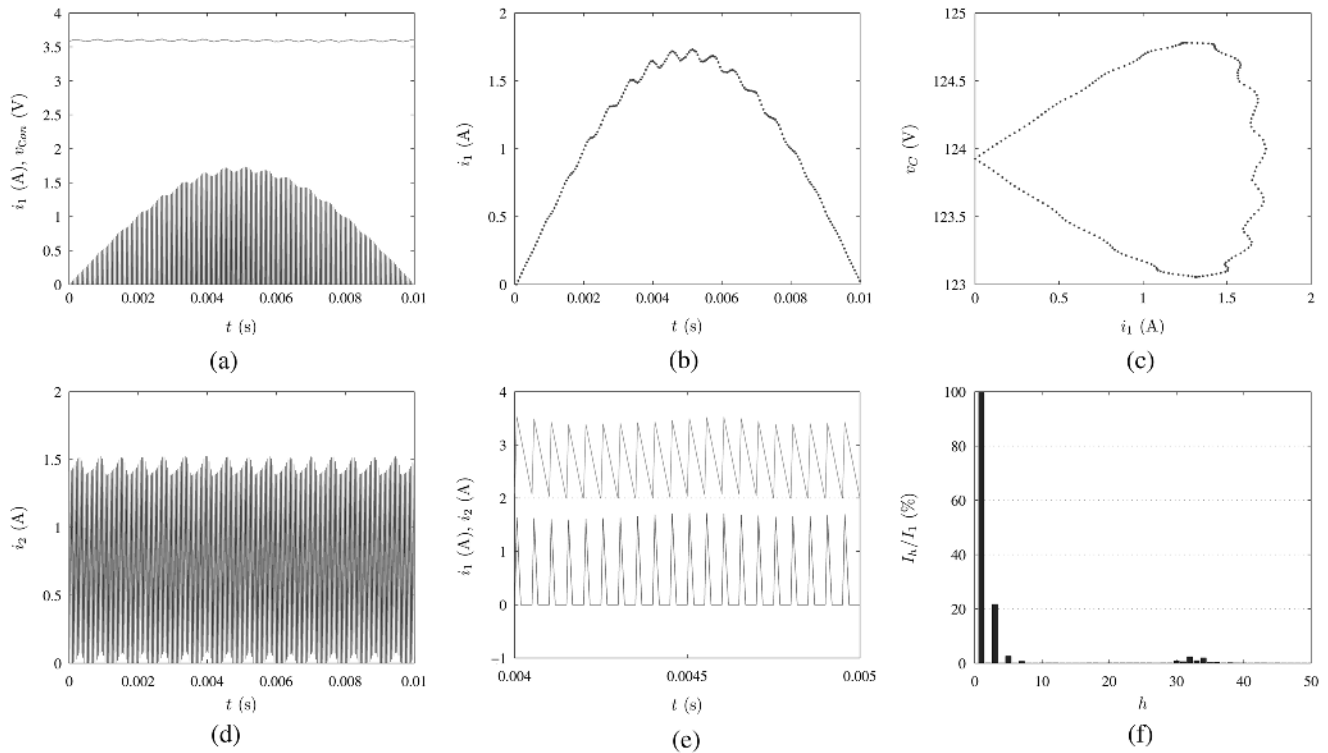 4
3.5
3
2.5
2
1.5
1
0.5
0
i₁ (A), v_Con (V)
0 0.002 0.004 0.006 0.008 0.01
t (s)
(a)
2
1.5
1
0.5
0
i₁ (A)
0 0.002 0.004 0.006 0.008 0.01
t (s)
(b)
125
124.5
124
123.5
123
v_C (V)
0 0.5 1 1.5 2
i₁ (A)
(c)
2
1.5
1
0.5
0
i₂ (A)
0 0.002 0.004 0.006 0.008 0.01
t (s)
(d)
4
3
2
1
0
−1
i₁ (A), i₂ (A)
0.004 0.0045 0.005
t (s)
(e)
100
80
60
40
20
0
I_h/I₁ (%)
0 10 20 30 40 50
h
(f)